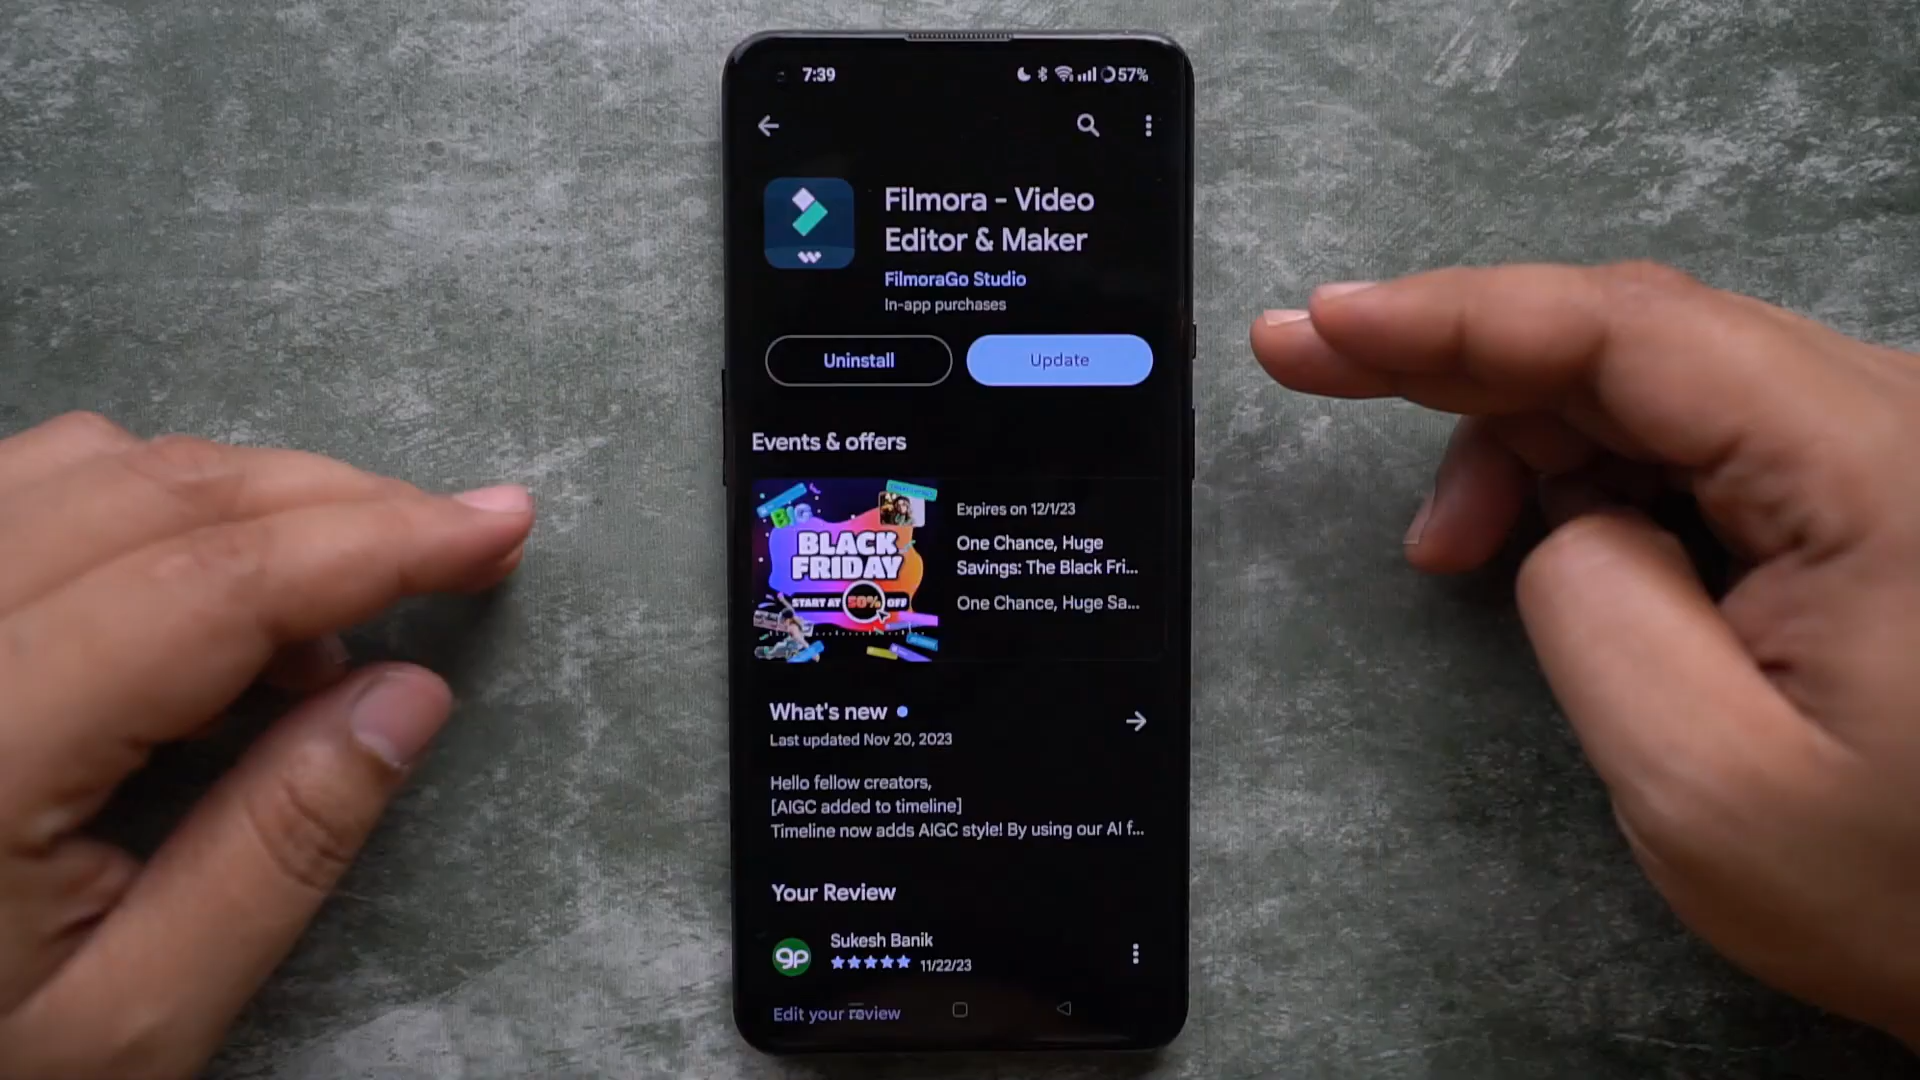 7:39
57%
Filmora - Video
Editor & Maker
FilmoraGo Studio
In-app purchases
Uninstall
Update
Events & offers
BIG
BLACK
FRIDAY
START AT 50% OFF
Expires on 12/1/23
One Chance, Huge
Savings: The Black Fri...
One Chance, Huge Sa...
What's new
Last updated Nov 20, 2023
Hello fellow creators,
[AIGC added to timeline]
Timeline now adds AIGC style! By using our AI f...
Your Review
gp
Sukesh Banik
11/22/23
Edit your review